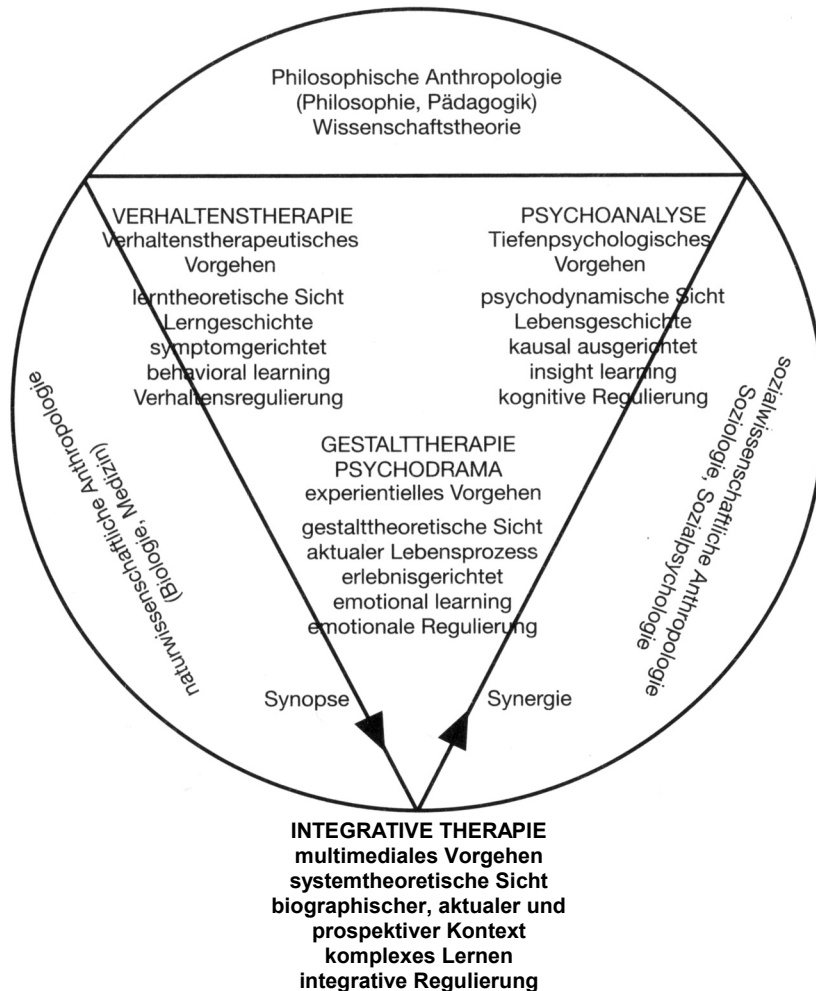 Philosophische Anthropologie
(Philosophie, Pädagogik)
Wissenschaftstheorie
VERHALTENSTHERAPIE
Verhaltenstherapeutisches
Vorgehen
lerntheoretische Sicht
Lerngeschichte
symptomgerichtet
behavioral learning
Verhaltensregulierung
PSYCHOANALYSE
Tiefenpsychologisches
Vorgehen
psychodynamische Sicht
Lebensgeschichte
kausal ausgerichtet
insight learning
kognitive Regulierung
GESTALTTHERAPIE
PSYCHODRAMA
experientielles Vorgehen
gestalttheoretische Sicht
aktualer Lebensprozess
erlebnisgerichtet
emotional learning
emotionale Regulierung
naturwissenschaftliche Anthropologie
(Biologie, Medizin)
sozialwissenschaftliche Anthropologie
Soziologie, Sozialpsychologie
Synopse
Synergie
INTEGRATIVE THERAPIE
multimediales Vorgehen
systemtheoretische Sicht
biographischer, aktualer und
prospektiver Kontext
komplexes Lernen
integrative Regulierung